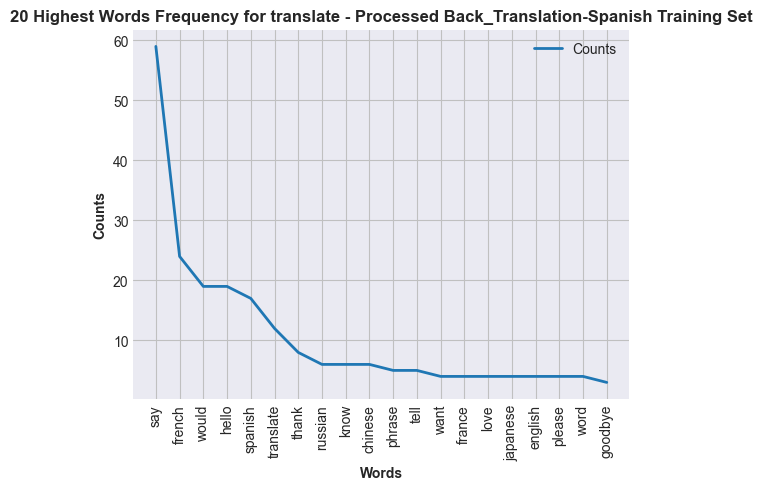 20 Highest Words Frequency for translate - Processed Back_Translation-Spanish Training Set
Counts
60
50
40
30
20
10
Counts
say
french
would
hello
spanish
translate
thank
russian
know
chinese
phrase
tell
want
france
love
japanese
english
please
word
goodbye
Words